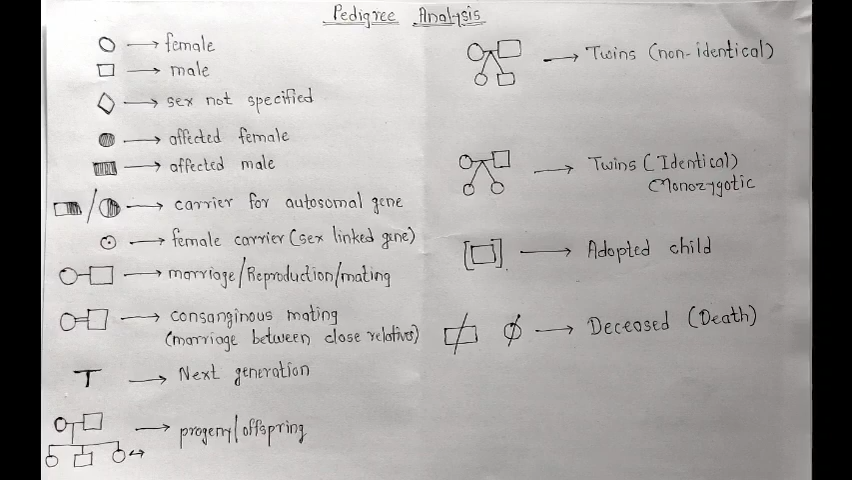 Pedigree Analysis
female
male
sex not specified
affected female
affected male
carrier for autosomal gene
female carrier (sex linked gene)
marriage/Reproduction/mating
consanginous mating
(marriage between close relatives)
Next generation
progeny/offspring
Twins (non-identical)
Twins (Identical)
Monozygotic
Adopted child
Deceased (Death)